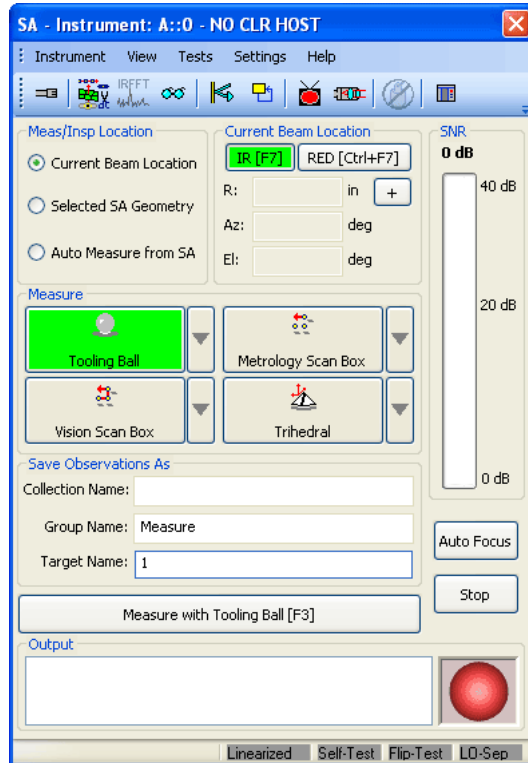 SA - Instrument: A::0 - NO CLR HOST
Instrument View Tests Settings Help
IRFFT
Meas/Insp Location
Current Beam Location
Selected SA Geometry
Auto Measure from SA
Current Beam Location
IR [F7] RED [Ctrl+F7]
R: in +
Az: deg
El: deg
SNR
0 dB
40 dB
20 dB
0 dB
Measure
Tooling Ball
Metrology Scan Box
Vision Scan Box
Trihedral
Save Observations As
Collection Name:
Group Name: Measure
Target Name: 1
Auto Focus
Stop
Measure with Tooling Ball [F3]
Output
Linearized Self-Test Flip-Test LO-Sep